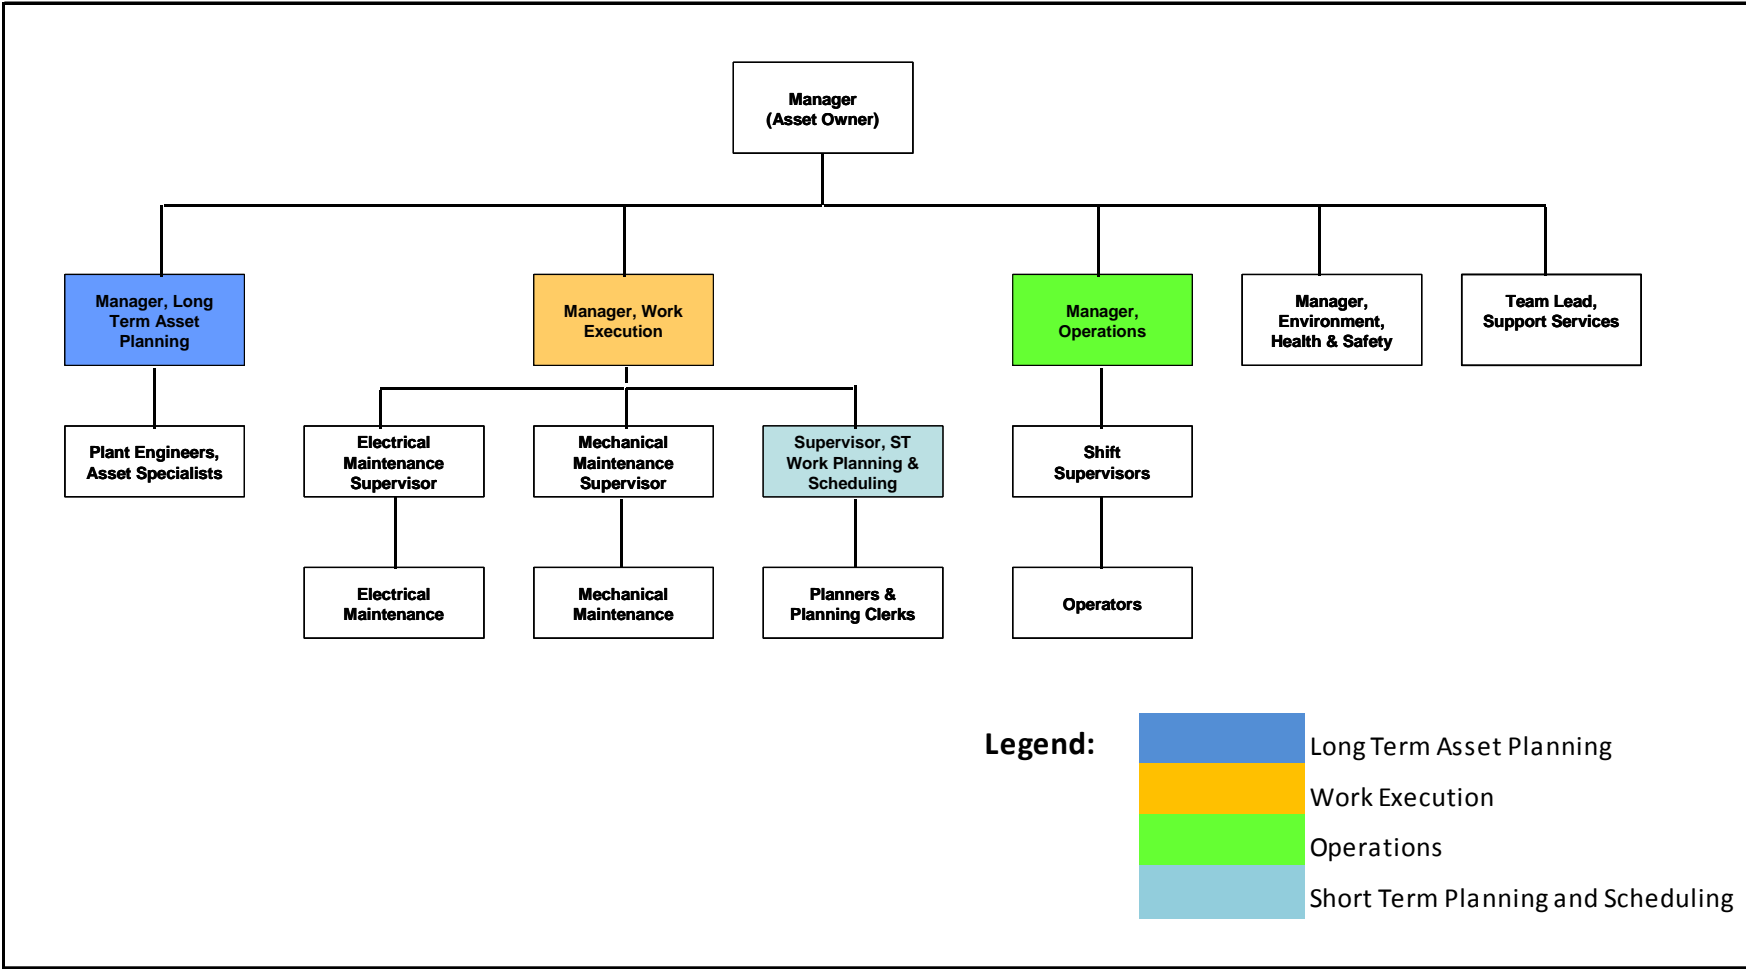 Manager
(Asset Owner)
Manager, Long
Term Asset
Planning
Manager, Work
Execution
Manager,
Operations
Manager,
Environment,
Health & Safety
Team Lead,
Support Services
Plant Engineers,
Asset Specialists
Electrical
Maintenance
Supervisor
Mechanical
Maintenance
Supervisor
Supervisor, ST
Work Planning &
Scheduling
Shift
Supervisors
Electrical
Maintenance
Mechanical
Maintenance
Planners &
Planning Clerks
Operators
Legend:
Long Term Asset Planning
Work Execution
Operations
Short Term Planning and Scheduling